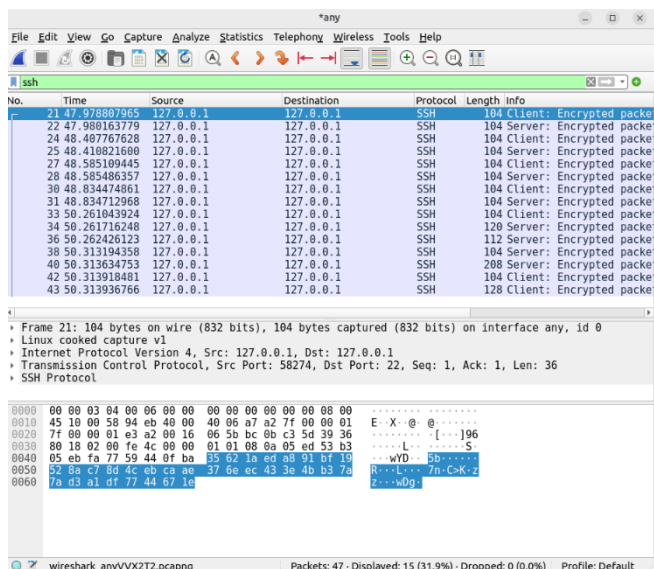 *any
File Edit View Go Capture Analyze Statistics Telephony Wireless Tools Help
ssh
No. Time Source Destination Protocol Length Info
21 47.978807965 127.0.0.1 127.0.0.1 SSH 104 Client: Encrypted packe
22 47.980163779 127.0.0.1 127.0.0.1 SSH 104 Server: Encrypted packe
24 48.407767628 127.0.0.1 127.0.0.1 SSH 104 Client: Encrypted packe
25 48.410821600 127.0.0.1 127.0.0.1 SSH 104 Server: Encrypted packe
27 48.585109445 127.0.0.1 127.0.0.1 SSH 104 Client: Encrypted packe
28 48.585486357 127.0.0.1 127.0.0.1 SSH 104 Server: Encrypted packe
30 48.834474861 127.0.0.1 127.0.0.1 SSH 104 Client: Encrypted packe
31 48.834712968 127.0.0.1 127.0.0.1 SSH 104 Server: Encrypted packe
33 50.261043924 127.0.0.1 127.0.0.1 SSH 104 Client: Encrypted packe
34 50.261716248 127.0.0.1 127.0.0.1 SSH 120 Server: Encrypted packe
36 50.262426123 127.0.0.1 127.0.0.1 SSH 112 Server: Encrypted packe
38 50.313194358 127.0.0.1 127.0.0.1 SSH 104 Server: Encrypted packe
40 50.313634753 127.0.0.1 127.0.0.1 SSH 208 Server: Encrypted packe
42 50.313918481 127.0.0.1 127.0.0.1 SSH 104 Client: Encrypted packe
43 50.313936766 127.0.0.1 127.0.0.1 SSH 128 Client: Encrypted packe
Frame 21: 104 bytes on wire (832 bits), 104 bytes captured (832 bits) on interface any, id 0
Linux cooked capture v1
Internet Protocol Version 4, Src: 127.0.0.1, Dst: 127.0.0.1
Transmission Control Protocol, Src Port: 58274, Dst Port: 22, Seq: 1, Ack: 1, Len: 36
SSH Protocol
0000 00 00 03 04 00 06 00 00 00 00 00 00 00 00 08 00 ········ ········
0010 45 10 00 58 94 eb 40 00 40 06 a7 a2 7f 00 00 01 E··X··@· @·······
0020 7f 00 00 01 e3 a2 00 16 06 5b bc 0b c3 5d 39 36 ········ ·[···]96
0030 80 18 02 00 fe 4c 00 00 01 01 08 0a 05 ed 53 b3 ·····L·· ······S·
0040 05 eb fa 77 59 44 0f ba 35 62 1a ed a8 91 bf 19 ···wYD·· 5b······
0050 52 8a c7 8d 4c eb ca ae 37 6e ec 43 3e 4b b3 7a R···L··· 7n·C>K·z
0060 7a d3 a1 df 77 44 67 1e z···wDg·
wireshark_anyVVX2T2.pcapng Packets: 47 · Displayed: 15 (31.9%) · Dropped: 0 (0.0%) Profile: Default